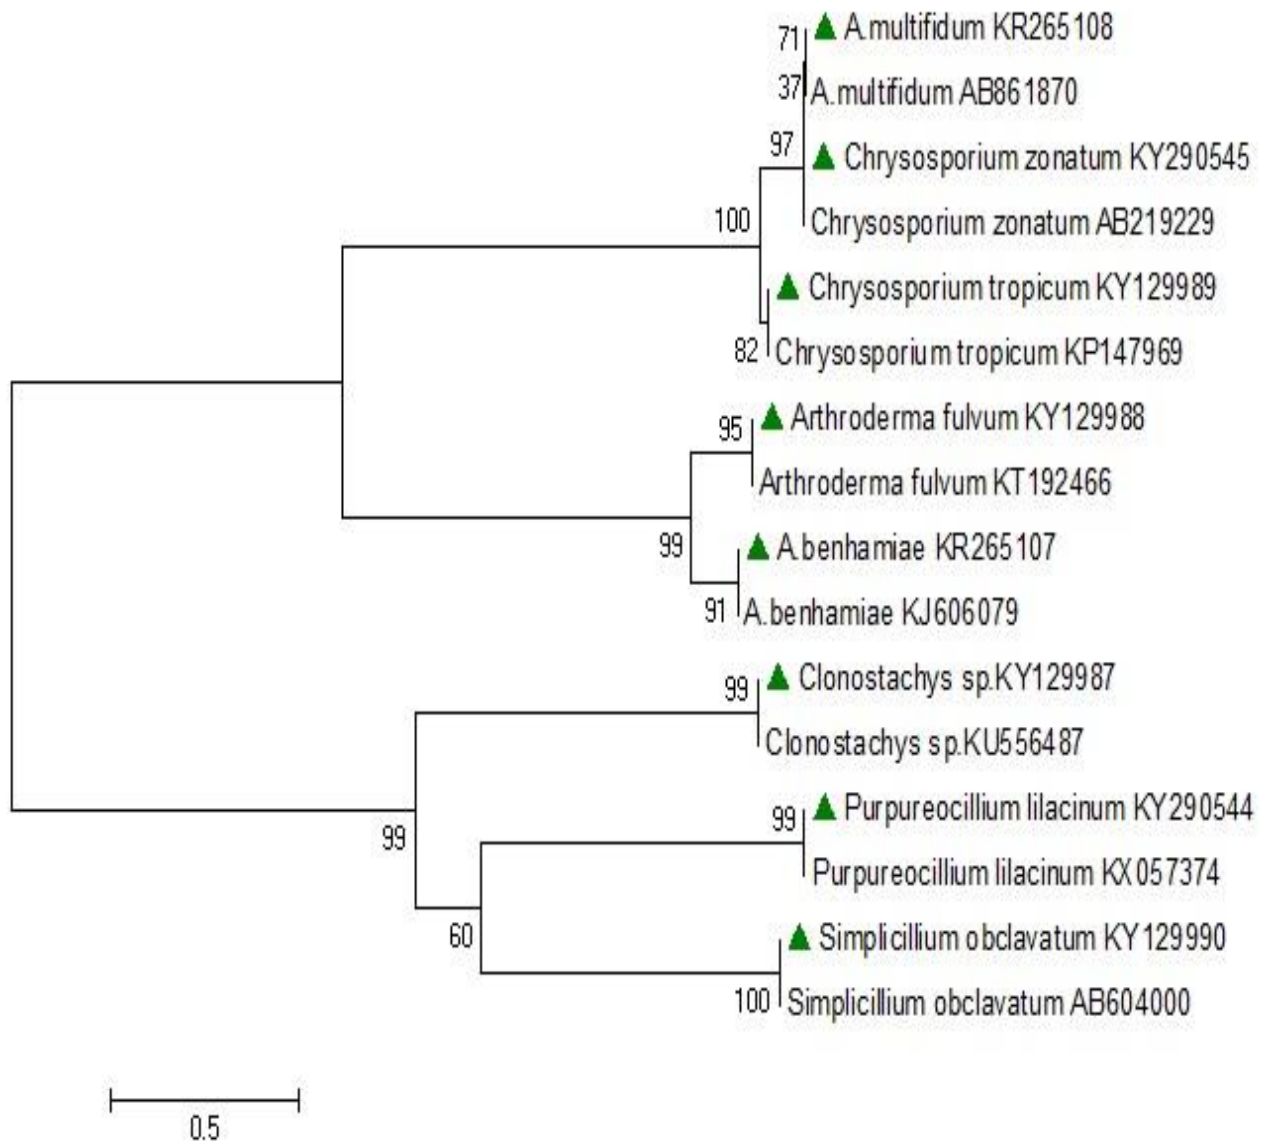 71
A.multifidum KR265108
37
A.multifidum AB861870
97
Chrysosporium zonatum KY290545
100
Chrysosporium zonatum AB219229
Chrysosporium tropicum KY129989
82
Chrysosporium tropicum KP147969
95
Arthroderma fulvum KY129988
Arthroderma fulvum KT192466
99
A.benhamiae KR265107
91
A.benhamiae KJ606079
99
Clonostachys sp.KY129987
Clonostachys sp.KU556487
99
Purpureocillium lilacinum KY290544
99
Purpureocillium lilacinum KX057374
60
Simplicillium obclavatum KY129990
100
Simplicillium obclavatum AB604000
0.5